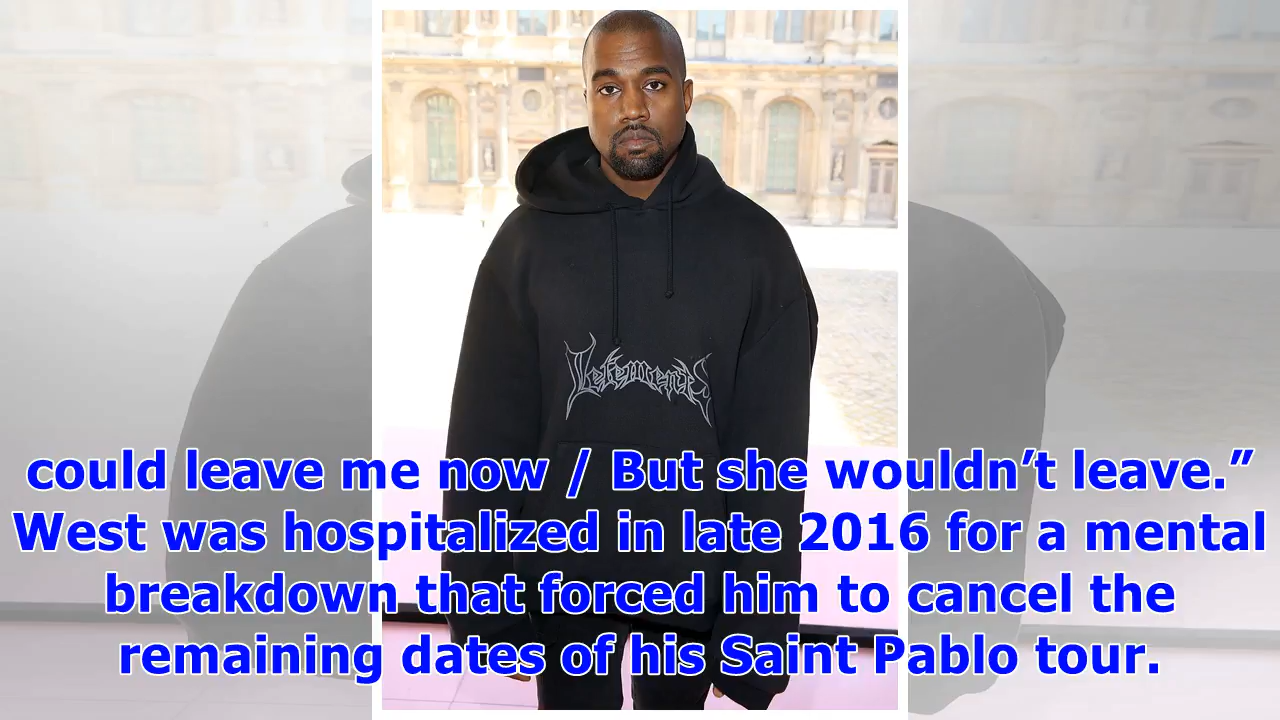 Vetements
could leave me now / But she wouldn’t leave.”
West was hospitalized in late 2016 for a mental
breakdown that forced him to cancel the
remaining dates of his Saint Pablo tour.